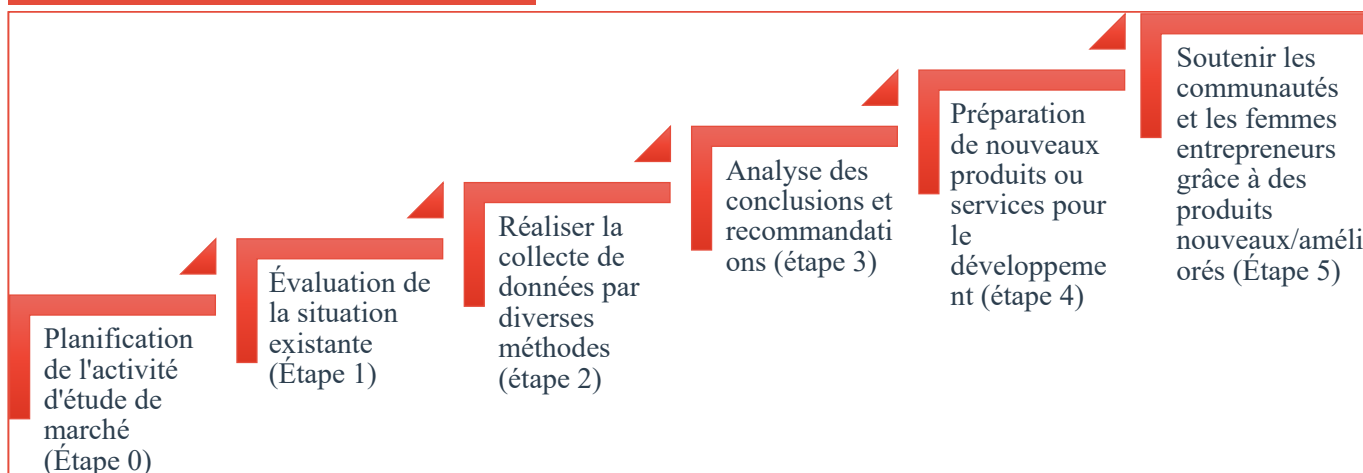 Planification
de l'activité
d'étude de
marché
(Étape 0)
Évaluation de
la situation
existante
(Étape 1)
Réaliser la
collecte de
données par
diverses
méthodes
(étape 2)
Analyse des
conclusions et
recommandati
ons (étape 3)
Préparation
de nouveaux
produits ou
services pour
le
développeme
nt (étape 4)
Soutenir les
communautés
et les femmes
entrepreneurs
grâce à des
produits
nouveaux/améli
orés (Étape 5)